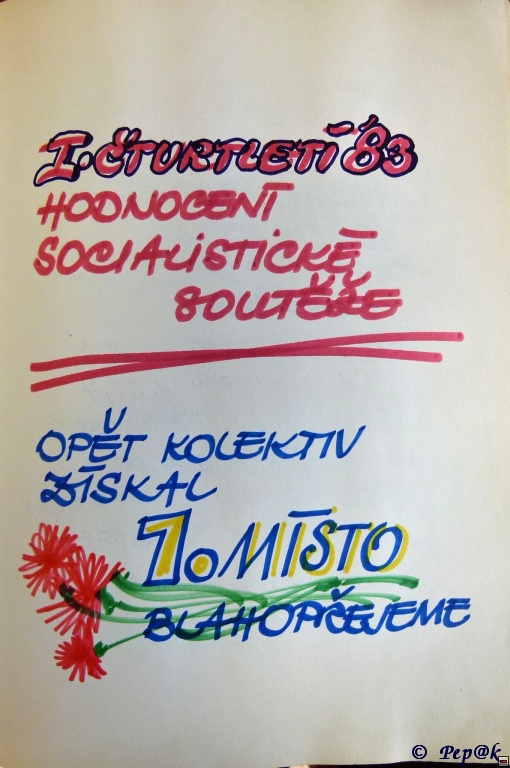 I. ČTVRTLETÍ '83
HODNOCENÍ
SOCIALISTICKÉ
SOUTĚŽE
OPĚT KOLEKTIV
ZÍSKAL
1. MÍSTO
BLAHOPŘEJEME
© Pep@k